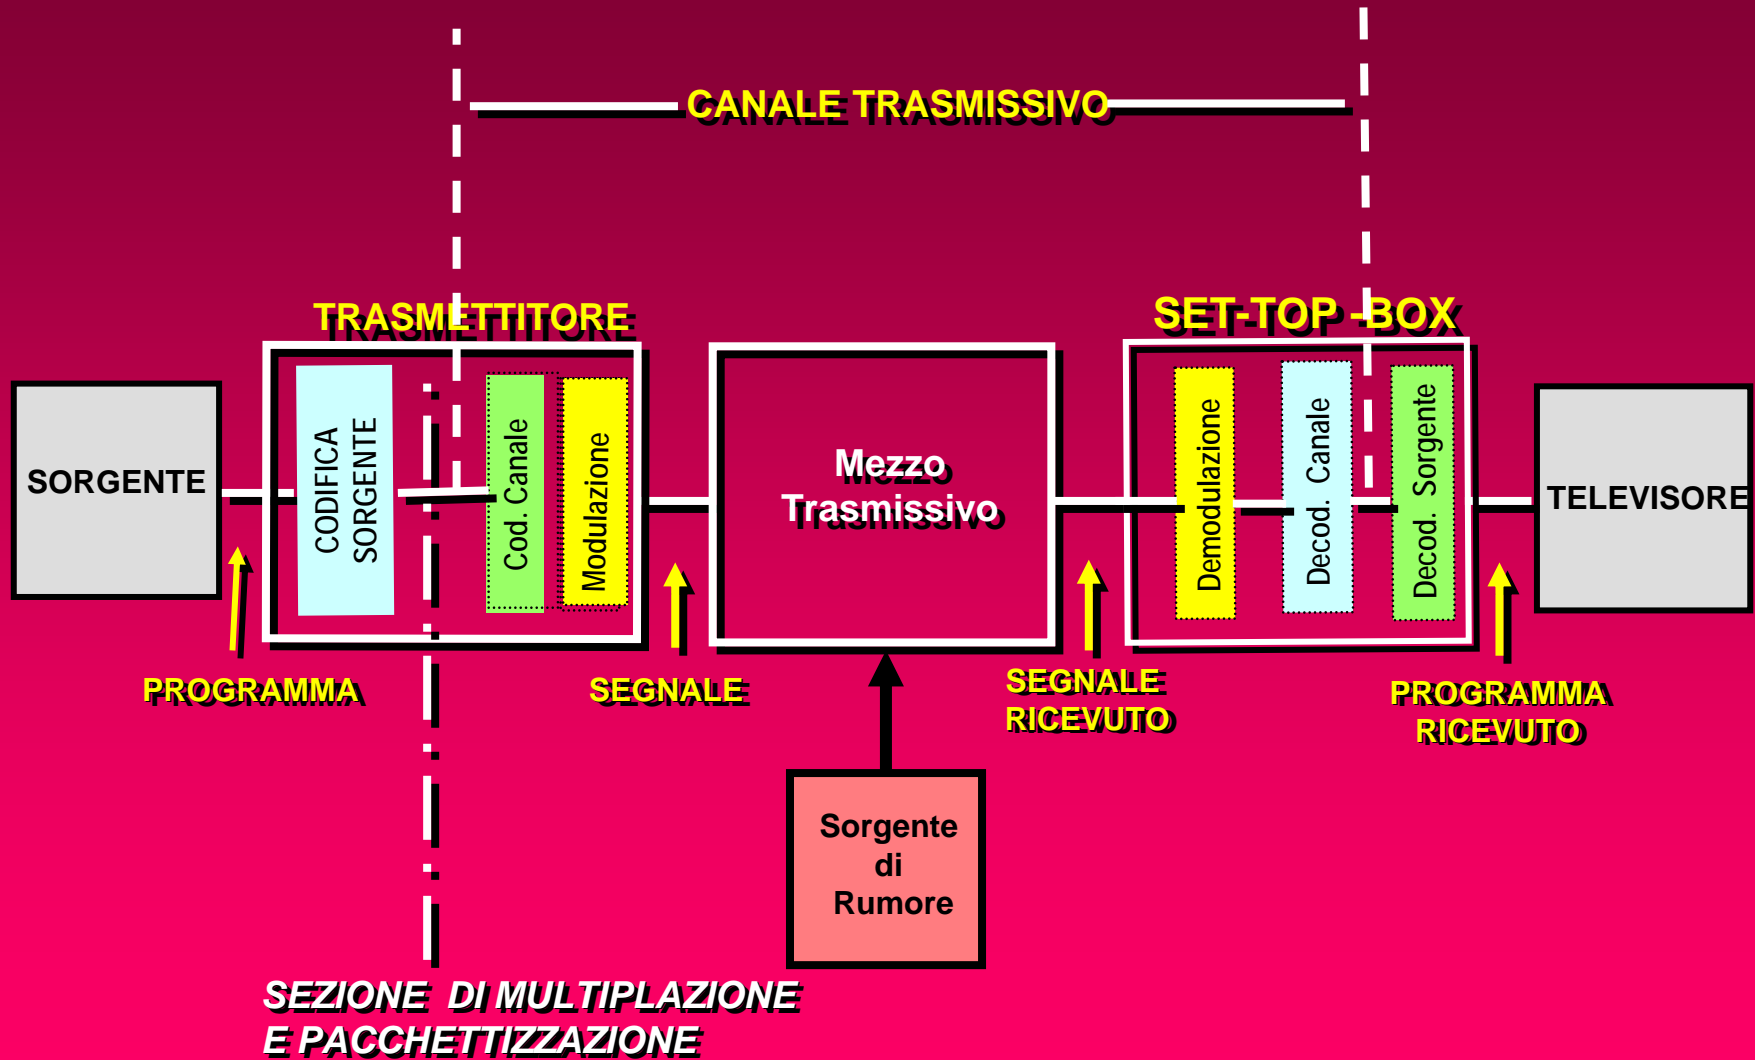 CANALE TRASMISSIVO
TRASMETTITORE
SET-TOP -BOX
SORGENTE
CODIFICA
SORGENTE
Cod. Canale
Modulazione
Mezzo
Trasmissivo
Demodulazione
Decod. Canale
Decod. Sorgente
TELEVISORE
PROGRAMMA
SEGNALE
SEGNALE
RICEVUTO
PROGRAMMA
RICEVUTO
Sorgente
di
Rumore
SEZIONE DI MULTIPLAZIONE
E PACCHETTIZZAZIONE